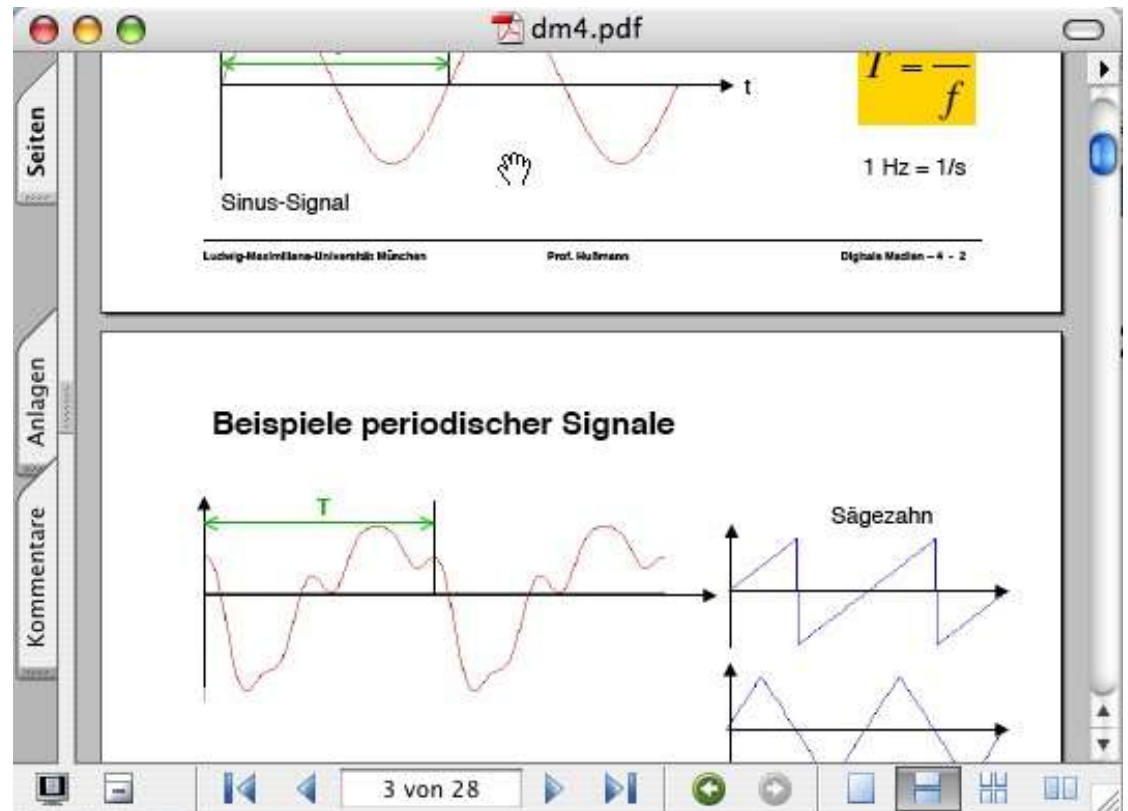 dm4.pdf
Seiten
Anlagen
Kommentare
t
T = —
f
1 Hz = 1/s
Sinus-Signal
Ludwig-Maximilians-Universität München Prof. Hußmann Digitale Medien – 4 - 2
Beispiele periodischer Signale
T
Sägezahn
3 von 28